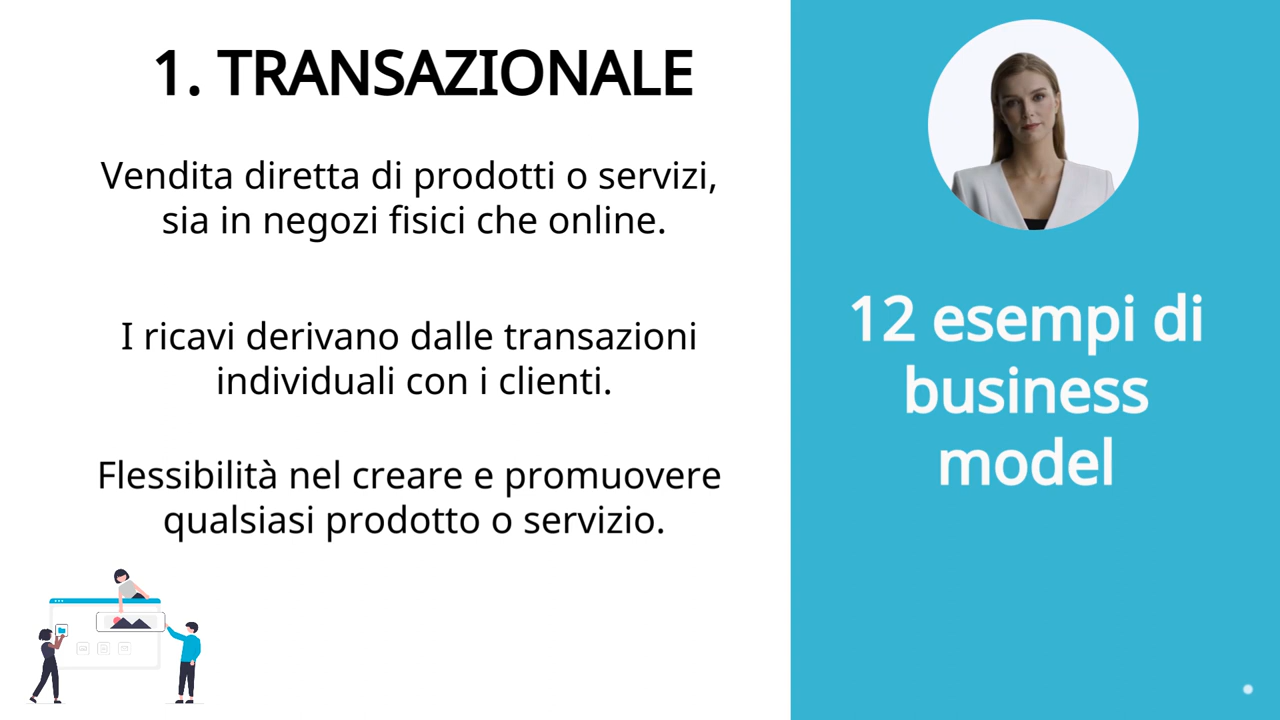 1. TRANSAZIONALE
Vendita diretta di prodotti o servizi,
sia in negozi fisici che online.
I ricavi derivano dalle transazioni
individuali con i clienti.
Flessibilità nel creare e promuovere
qualsiasi prodotto o servizio.
12 esempi di
business
model